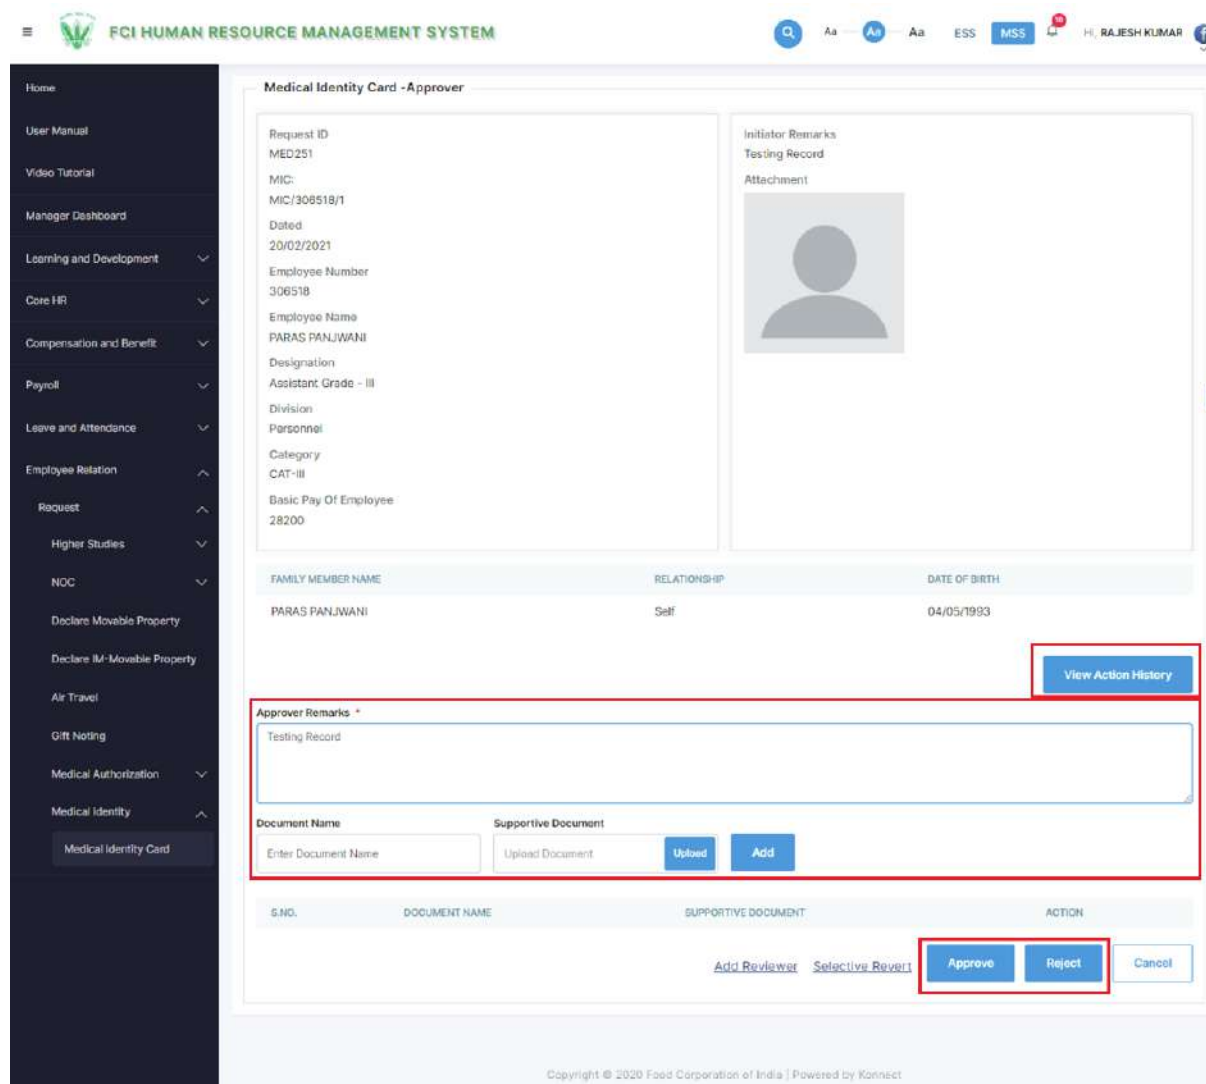 FCI HUMAN RESOURCE MANAGEMENT SYSTEM
Aa Aa Aa ESS MSS Hi, RAJESH KUMAR
Home
User Manual
Video Tutorial
Manager Dashboard
Learning and Development
Core HR
Compensation and Benefit
Payroll
Leave and Attendance
Employee Relation
Request
Higher Studies
NOC
Declare Movable Property
Declare IM-Movable Property
Air Travel
Gift Noting
Medical Authorization
Medical Identity
Medical Identity Card
Medical Identity Card -Approver
Request ID
MED251
MIC:
MIC/306518/1
Dated
20/02/2021
Employee Number
306518
Employee Name
PARAS PANJWANI
Designation
Assistant Grade - III
Division
Personnel
Category
CAT-III
Basic Pay Of Employee
28200
Initiator Remarks
Testing Record
Attachment
FAMILY MEMBER NAME RELATIONSHIP DATE OF BIRTH
PARAS PANJWANI Self 04/05/1993
View Action History
Approver Remarks *
Testing Record
Document Name Supportive Document
Enter Document Name Upload Document Upload Add
S.NO. DOCUMENT NAME SUPPORTIVE DOCUMENT ACTION
Add Reviewer Selective Revert Approve Reject Cancel
Copyright © 2020 Food Corporation of India | Powered by Konnect